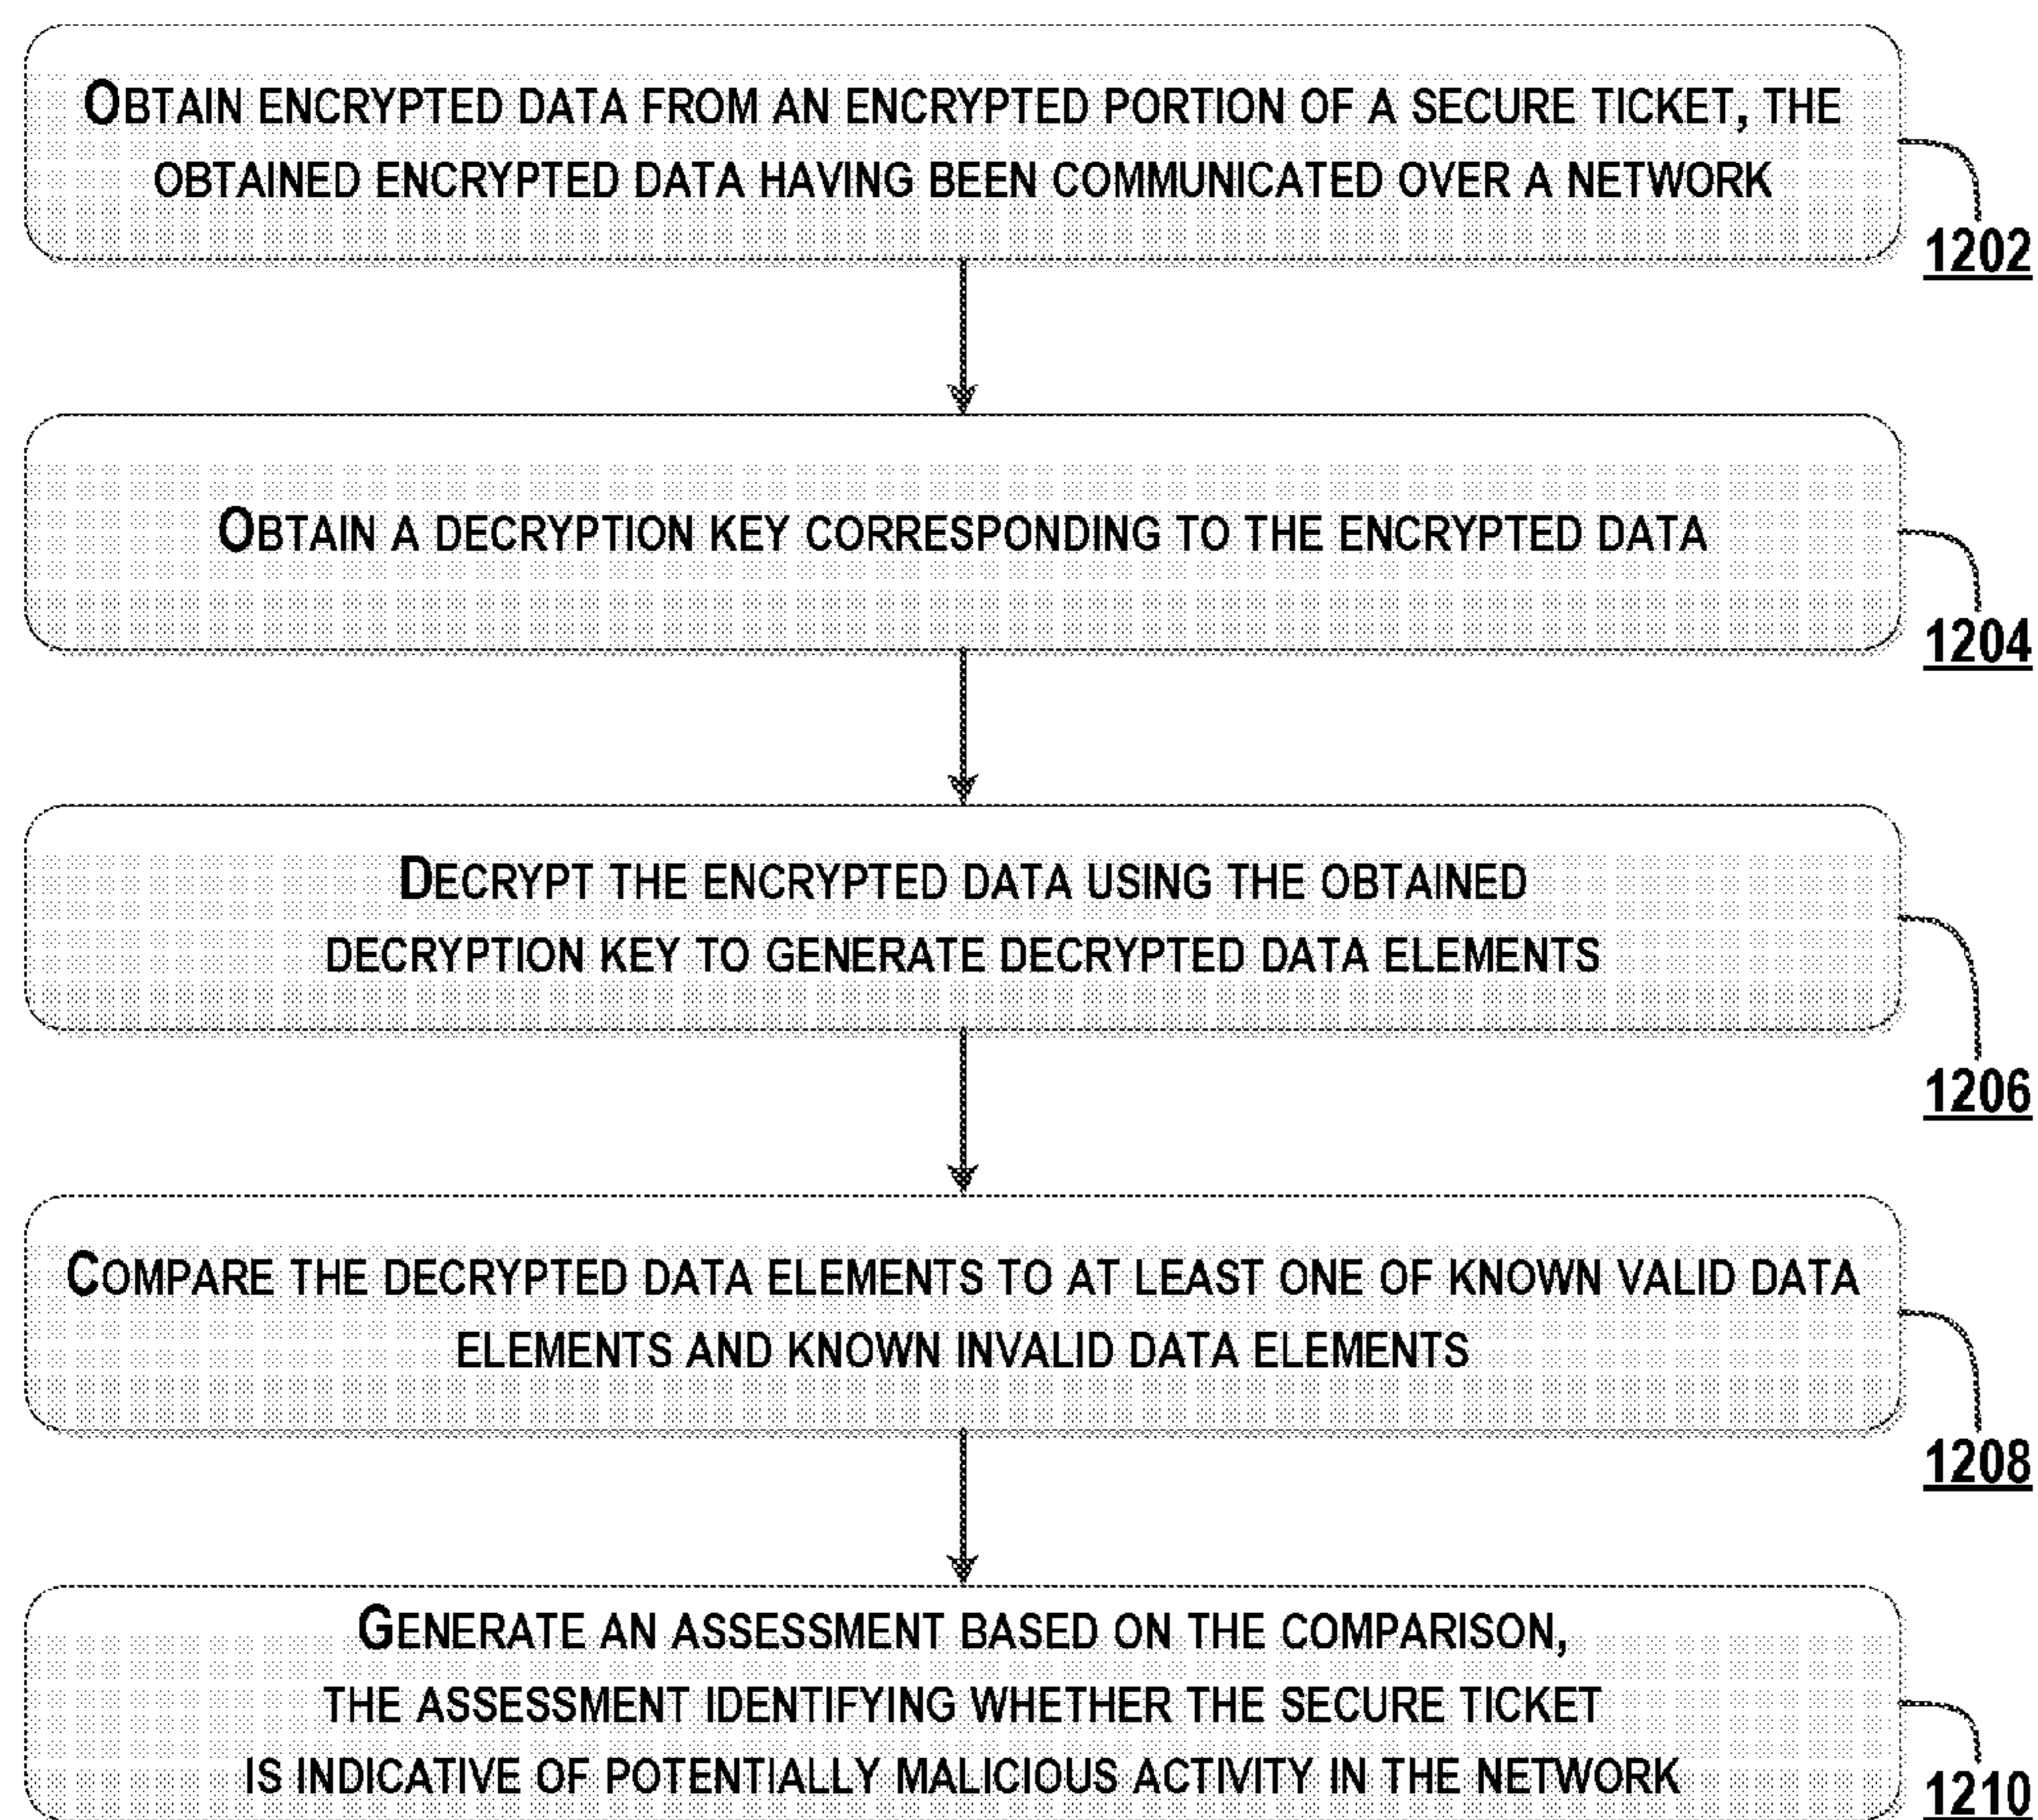 OBTAIN ENCRYPTED DATA FROM AN ENCRYPTED PORTION OF A SECURE TICKET, THE
OBTAINED ENCRYPTED DATA HAVING BEEN COMMUNICATED OVER A NETWORK
1202
OBTAIN A DECRYPTION KEY CORRESPONDING TO THE ENCRYPTED DATA
1204
DECRYPT THE ENCRYPTED DATA USING THE OBTAINED
DECRYPTION KEY TO GENERATE DECRYPTED DATA ELEMENTS
1206
COMPARE THE DECRYPTED DATA ELEMENTS TO AT LEAST ONE OF KNOWN VALID DATA
ELEMENTS AND KNOWN INVALID DATA ELEMENTS
1208
GENERATE AN ASSESSMENT BASED ON THE COMPARISON,
THE ASSESSMENT IDENTIFYING WHETHER THE SECURE TICKET
IS INDICATIVE OF POTENTIALLY MALICIOUS ACTIVITY IN THE NETWORK
1210